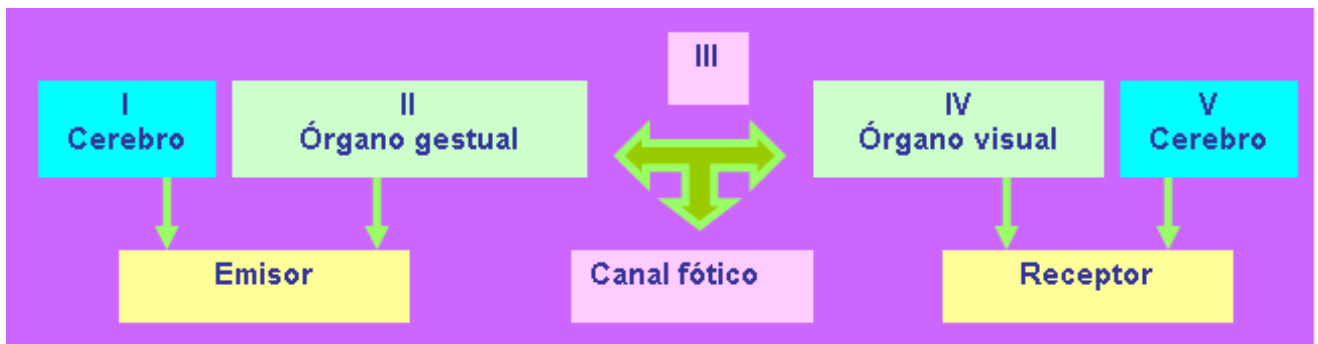 III
I
Cerebro
II
Órgano gestual
IV
Órgano visual
V
Cerebro
Emisor
Canal fótico
Receptor